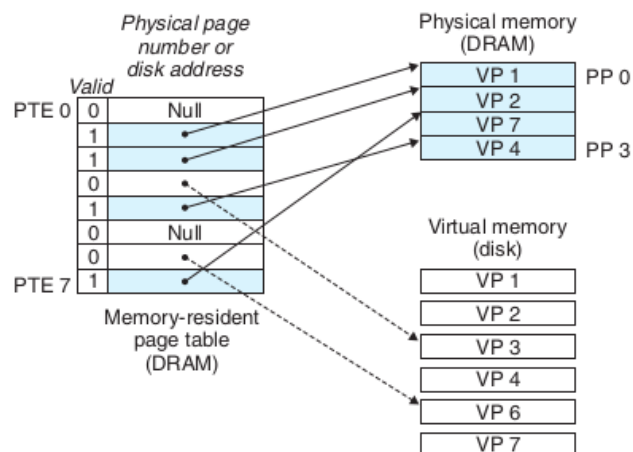 Physical page
number or
disk address
Valid
PTE 0
0 Null
1
1
0
1
0 Null
0
PTE 7 1
Memory-resident
page table
(DRAM)
Physical memory
(DRAM)
VP 1 PP 0
VP 2
VP 7
VP 4 PP 3
Virtual memory
(disk)
VP 1
VP 2
VP 3
VP 4
VP 6
VP 7